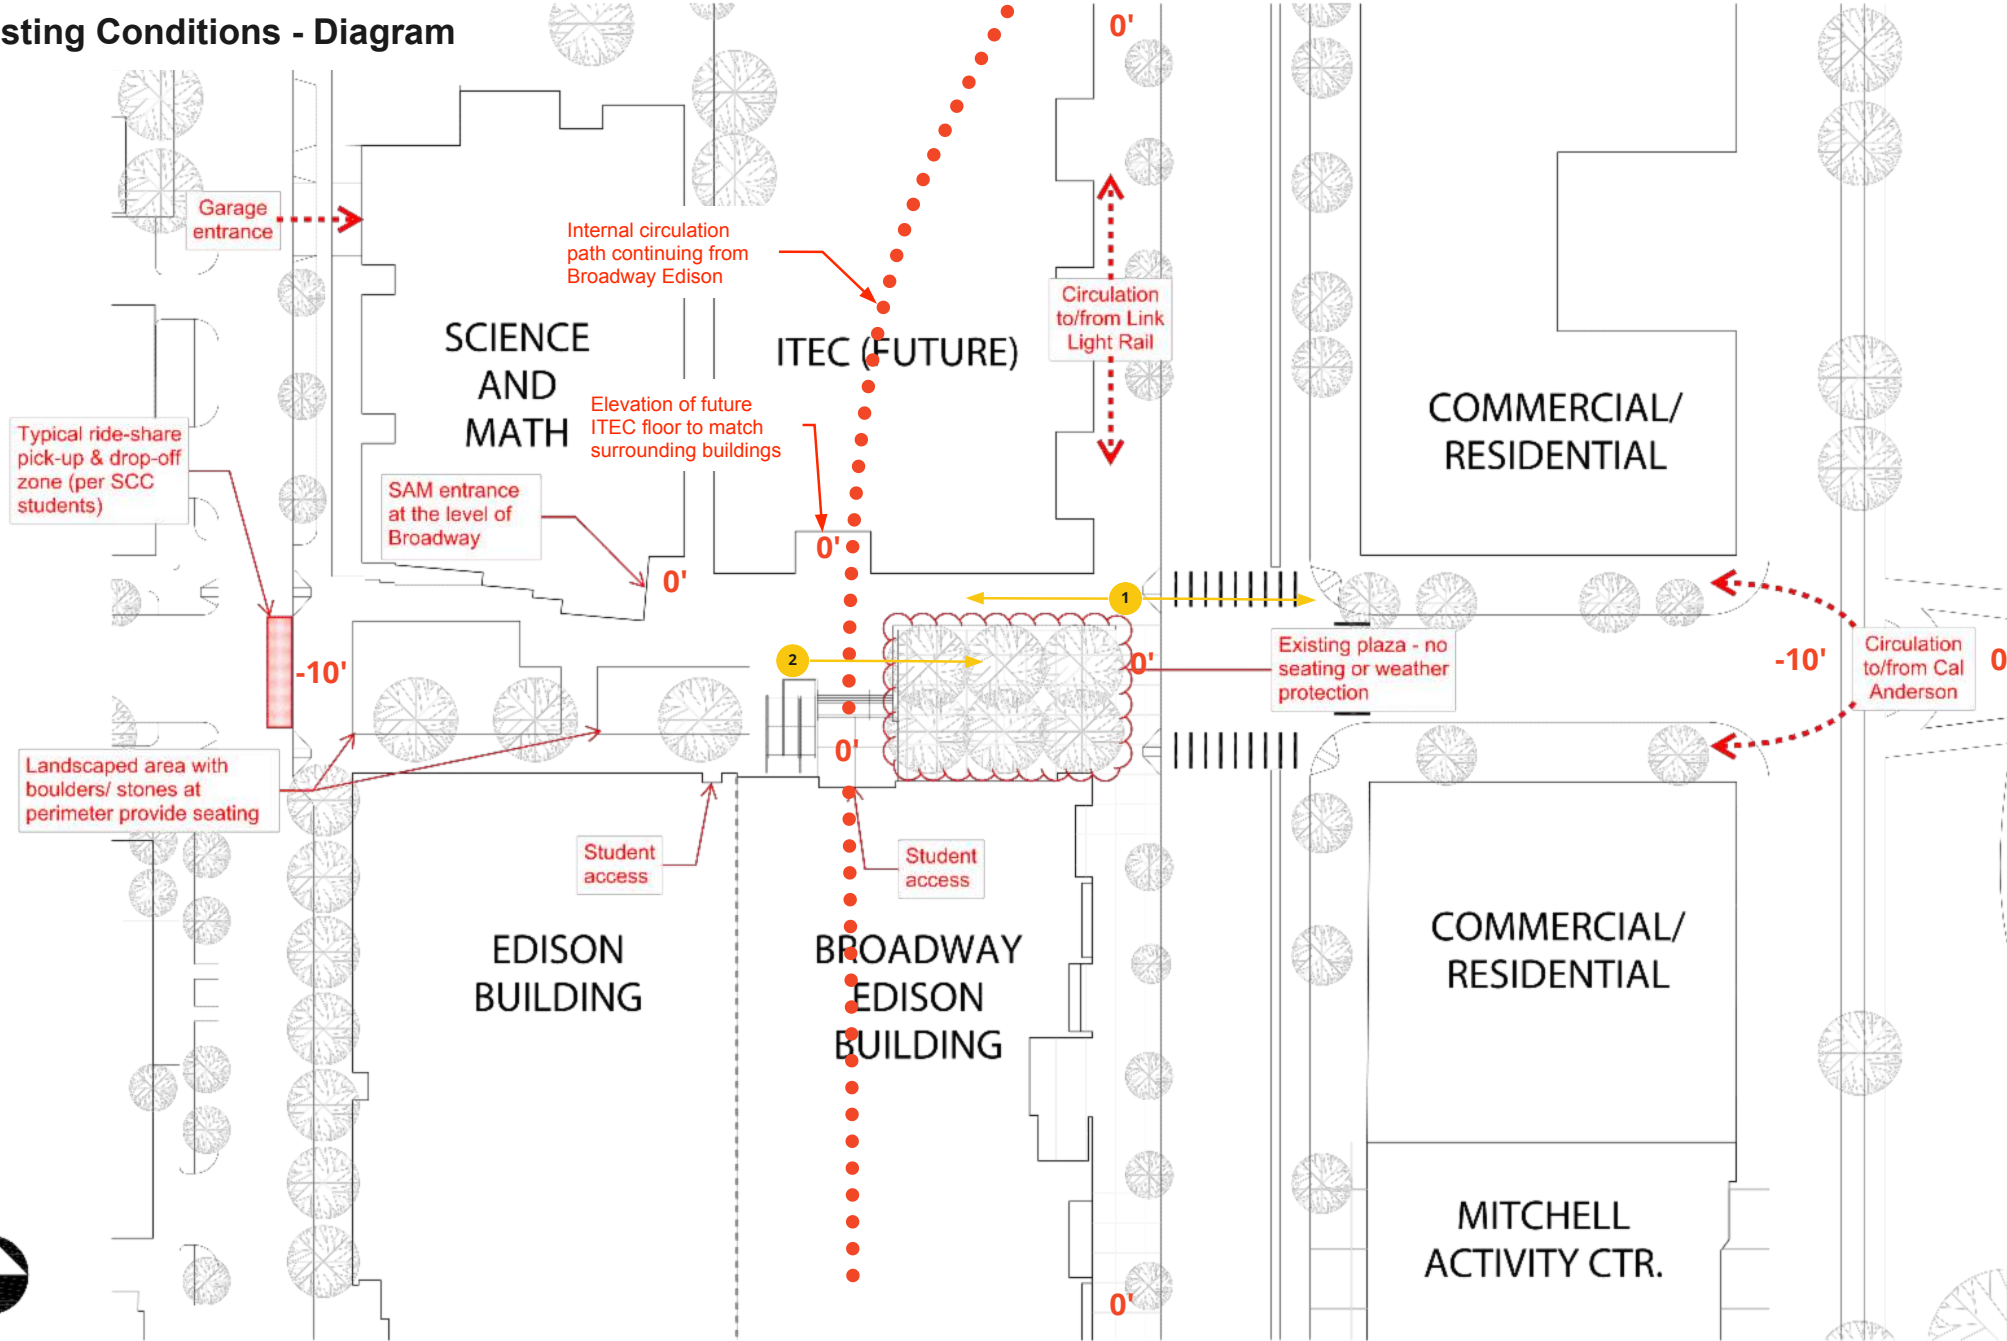 sting Conditions - Diagram
0'
Garage
entrance
Internal circulation
path continuing from
Broadway Edison
Circulation
to/from Link
Light Rail
SCIENCE
AND
MATH
ITEC (FUTURE)
Elevation of future
ITEC floor to match
surrounding buildings
COMMERCIAL/
RESIDENTIAL
Typical ride-share
pick-up & drop-off
zone (per SCC
students)
SAM entrance
at the level of
Broadway
0'
0'
1
2
-10'
0'
Existing plaza - no
seating or weather
protection
-10'
Circulation
to/from Cal
Anderson
0
0'
Landscaped area with
boulders/ stones at
perimeter provide seating
Student
access
Student
access
EDISON
BUILDING
BROADWAY
EDISON
BUILDING
COMMERCIAL/
RESIDENTIAL
MITCHELL
ACTIVITY CTR.
0'